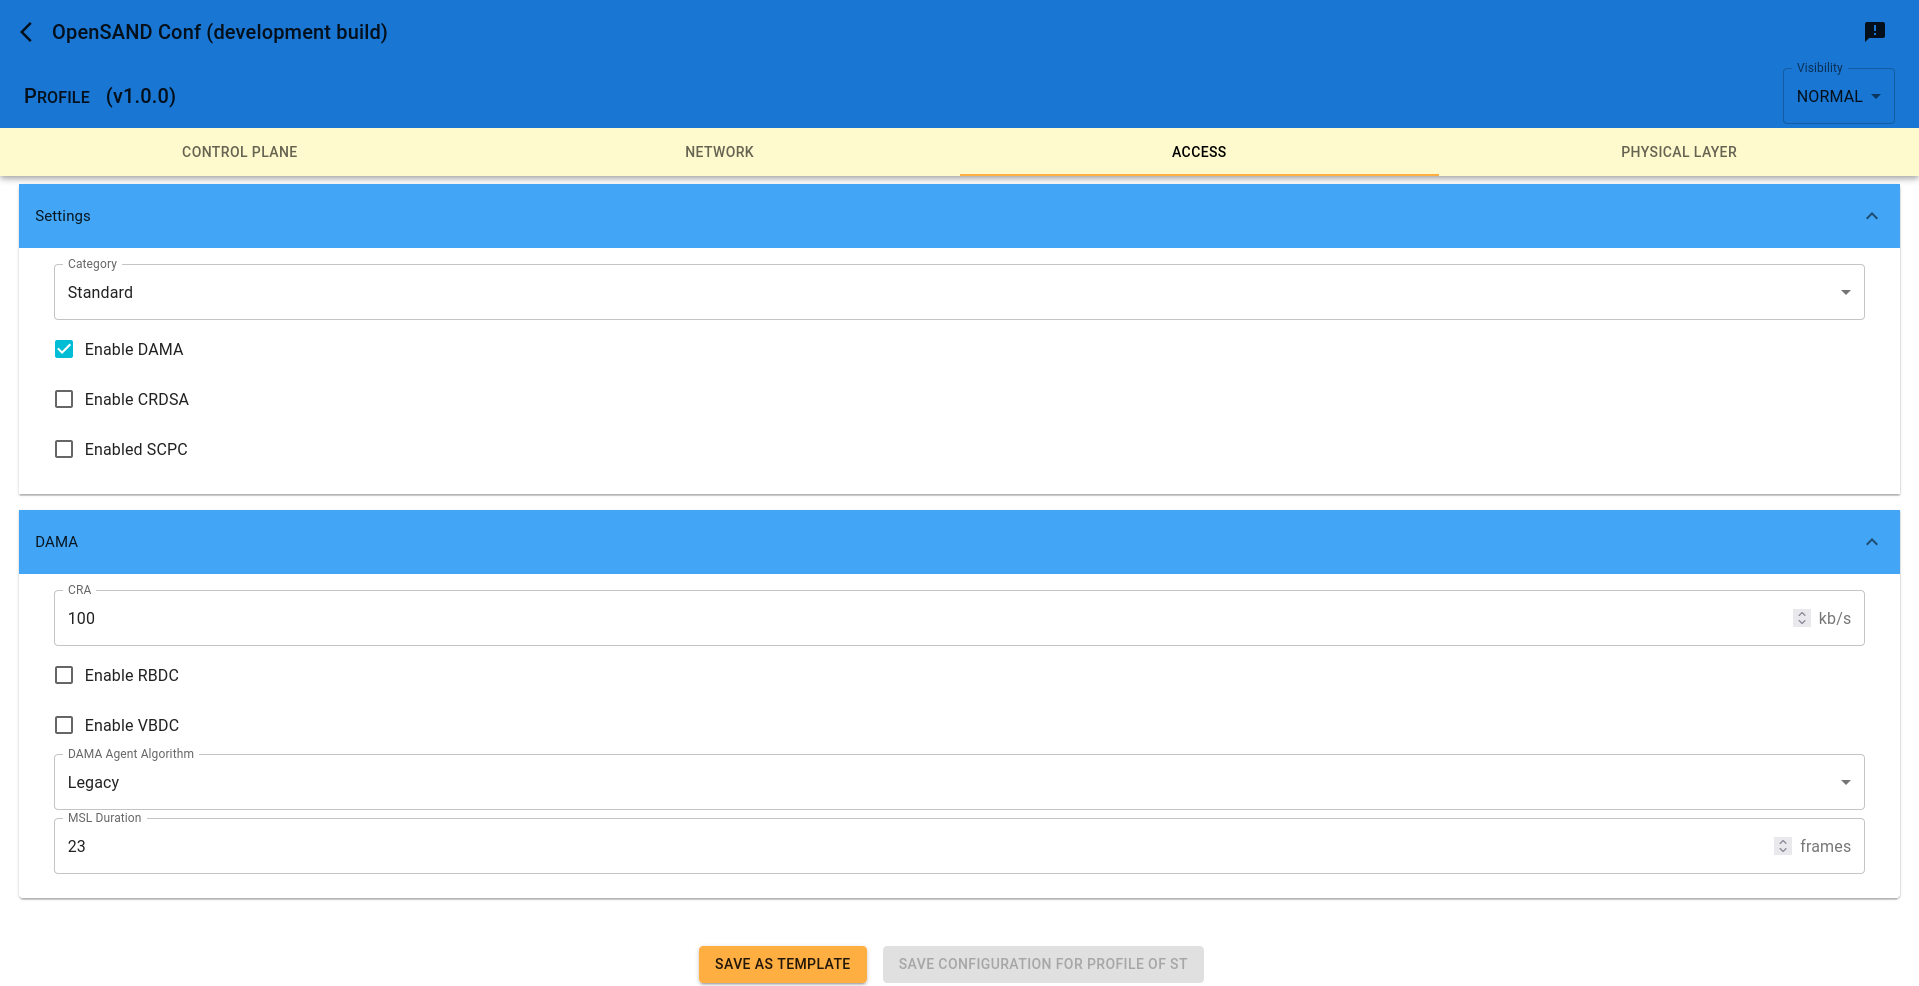 OpenSAND Conf (development build)
Visibility
PROFILE (v1.0.0)
NORMAL
CONTROL PLANE NETWORK ACCESS PHYSICAL LAYER
Settings
Category
Standard
Enable DAMA
Enable CRDSA
Enabled SCPC
DAMA
CRA
100 kb/s
Enable RBDC
Enable VBDC
DAMA Agent Algorithm
Legacy
MSL Duration
23 frames
SAVE AS TEMPLATE SAVE CONFIGURATION FOR PROFILE OF ST